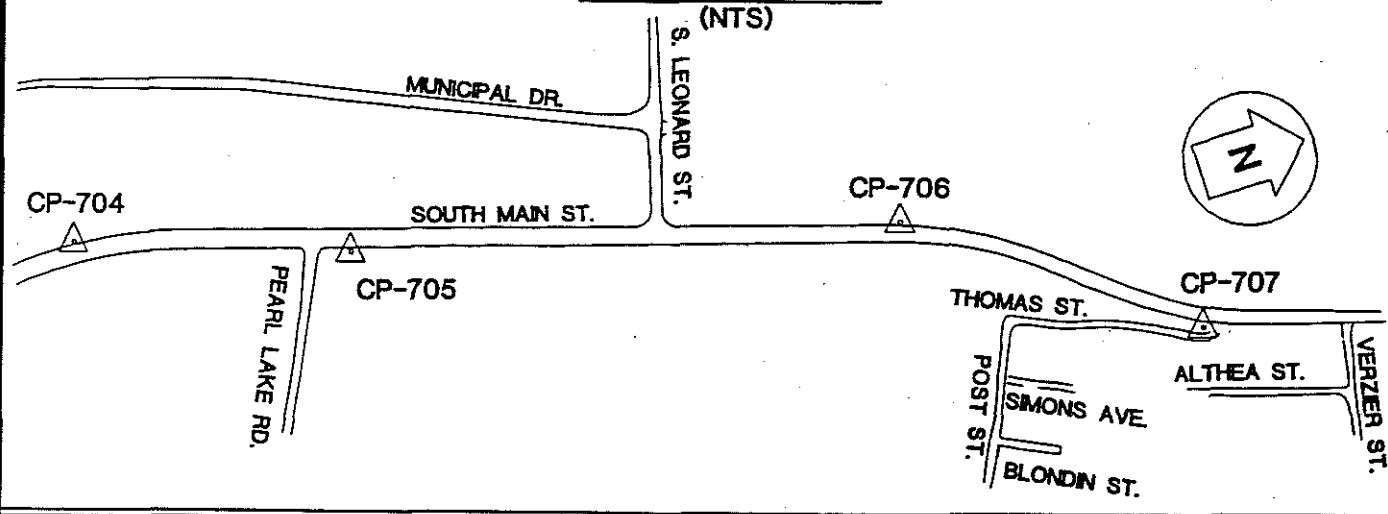 (NTS)
S. LEONARD ST.
MUNICIPAL DR.
N
CP-704
CP-706
SOUTH MAIN ST.
CP-705
PEARL LAKE RD.
CP-707
THOMAS ST.
ALTHEA ST.
VERZIER ST.
POST ST.
SIMONS AVE.
BLONDIN ST.